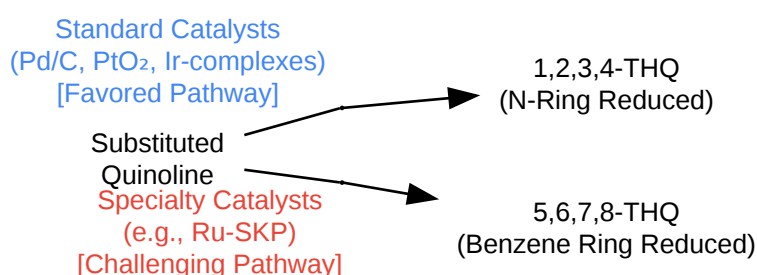 Standard Catalysts
(Pd/C, PtO₂, Ir-complexes)
[Favored Pathway]
1,2,3,4-THQ
(N-Ring Reduced)
Substituted
Quinoline
Specialty Catalysts
(e.g., Ru-SKP)
[Challenging Pathway]
5,6,7,8-THQ
(Benzene Ring Reduced)